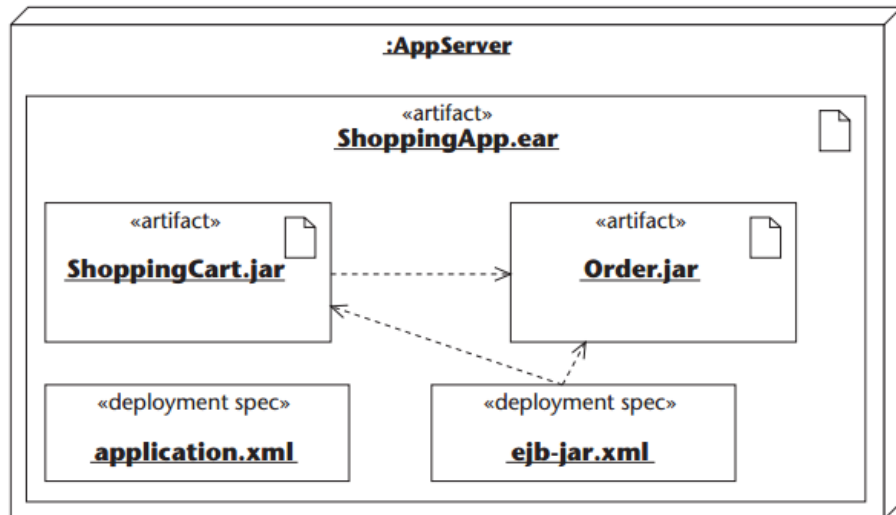 :AppServer
«artifact»
ShoppingApp.ear
«artifact»
ShoppingCart.jar
«artifact»
Order.jar
«deployment spec»
application.xml
«deployment spec»
ejb-jar.xml